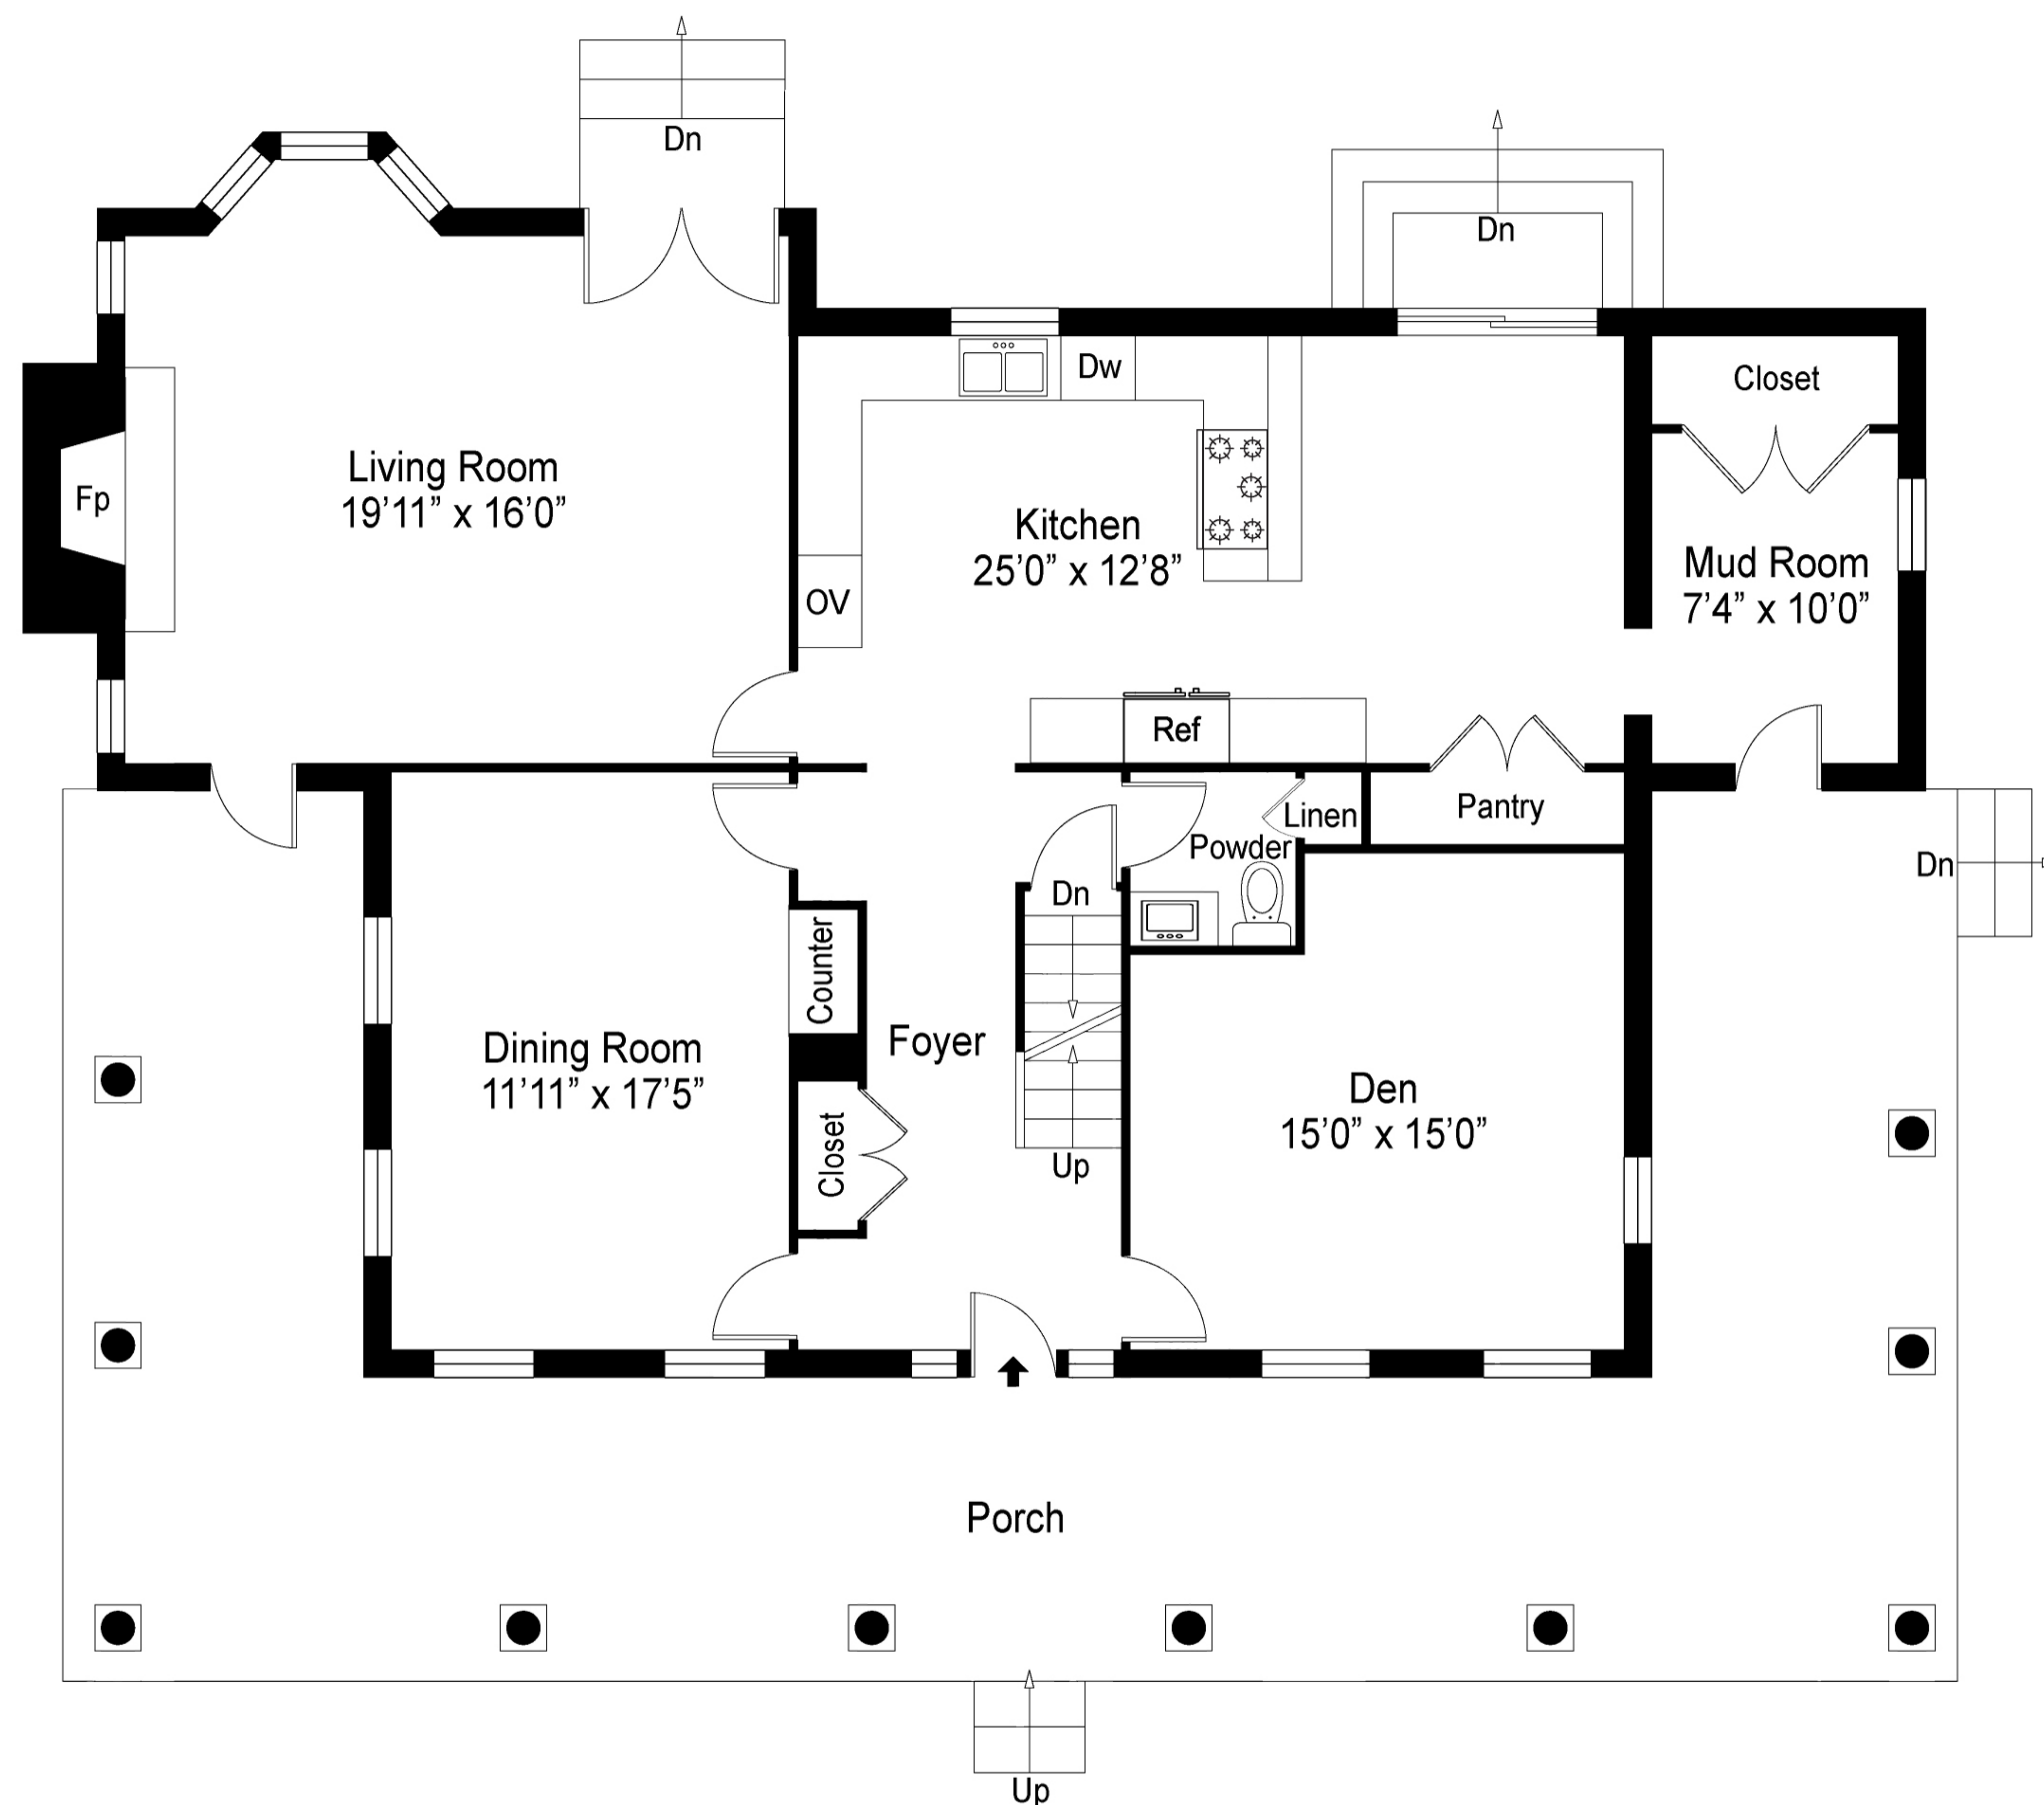 Dn
Dn
Closet
Dw
Living Room
19’11” x 16’0”
Fp
Kitchen
25’0” x 12’8”
OV
Mud Room
7’4” x 10’0”
Ref
Pantry
Linen
Powder
Dn
Dn
Counter
Foyer
Dining Room
11’11” x 17’5”
Den
15’0” x 15’0”
Closet
Up
Porch
Up